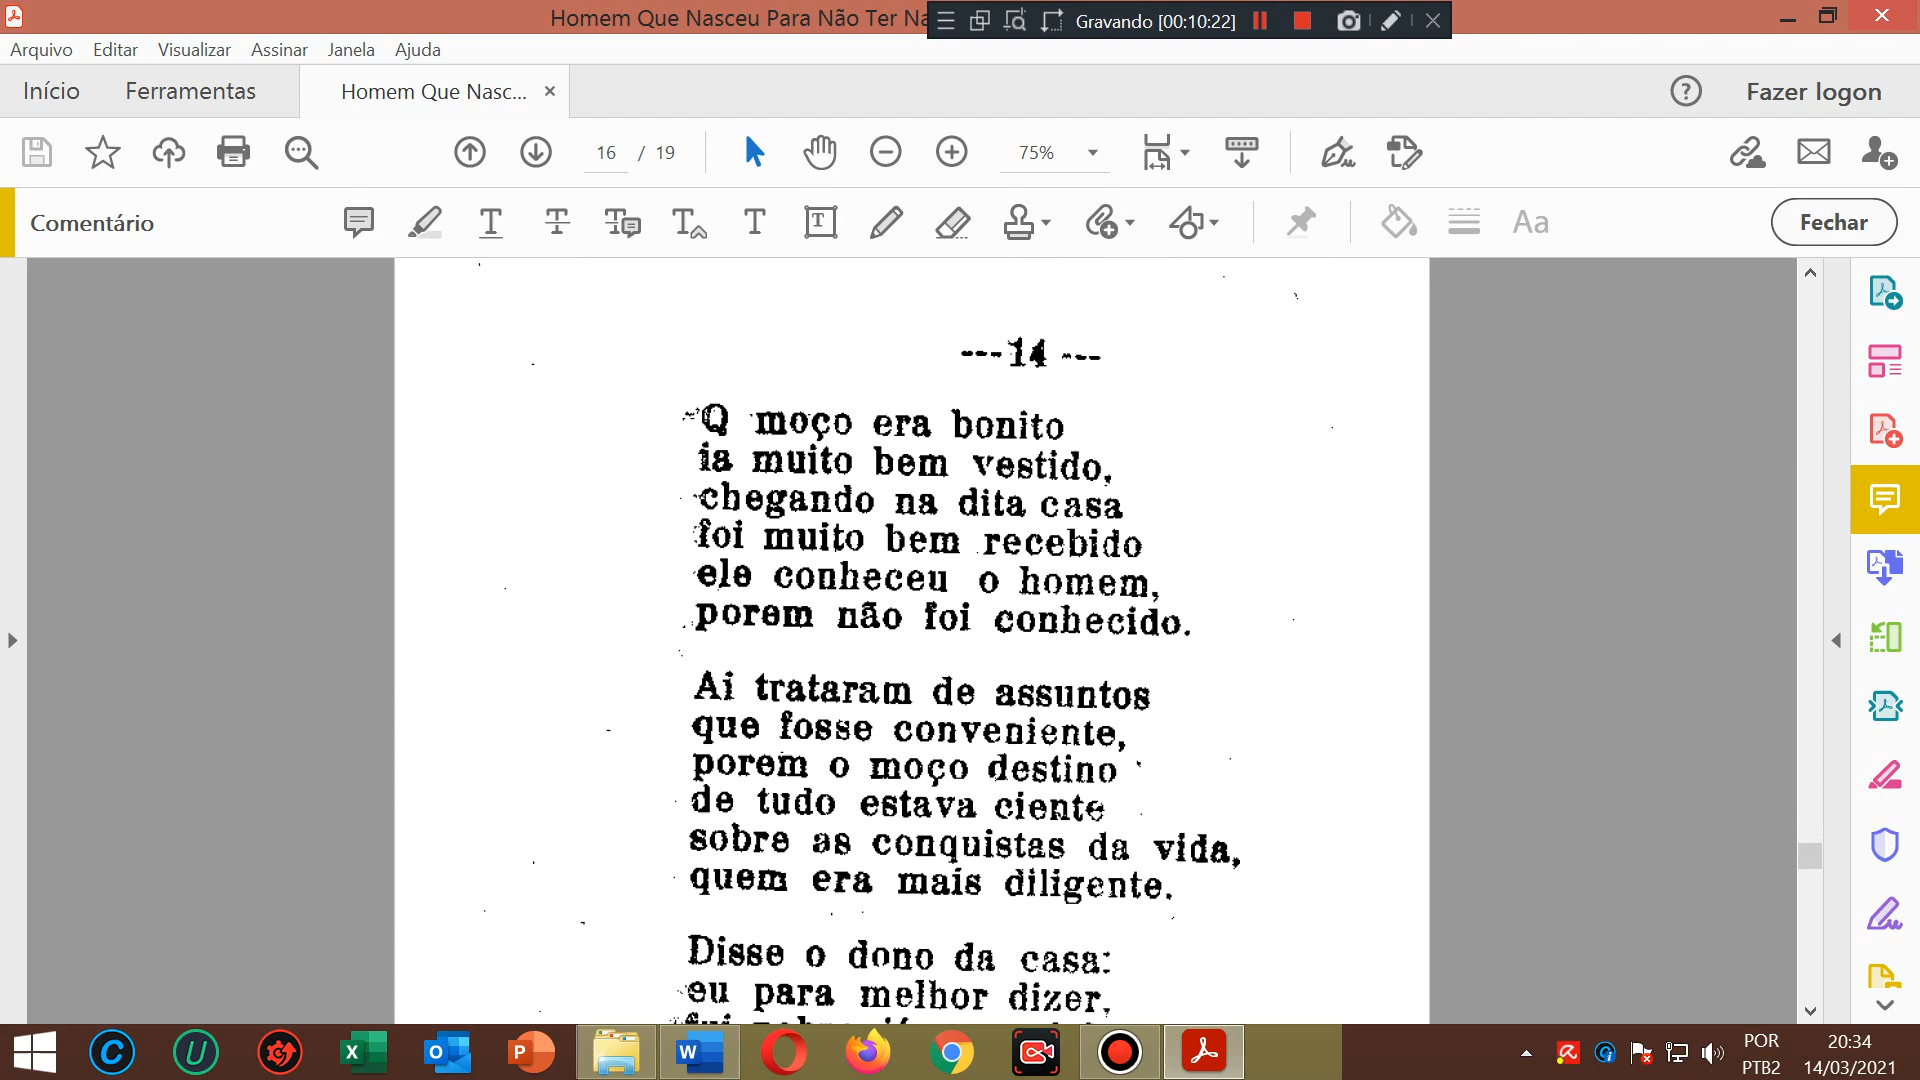 Homem Que Nasceu Para Não Ter Na
Gravando [00:10:22]
Arquivo Editar Visualizar Assinar Janela Ajuda
Início Ferramentas Homem Que Nasc... Fazer logon
16 / 19 75%
Comentário Fechar
--- 14 ---
O moço era bonito
ia muito bem vestido,
chegando na dita casa
foi muito bem recebido
ele conheceu o homem,
porem não foi conhecido.
Ai trataram de assuntos
que fosse conveniente,
porem o moço destino
de tudo estava ciente
sobre as conquistas da vida,
quem era mais diligente.
Disse o dono da casa:
eu para melhor dizer,
POR 20:34
PTB2 14/03/2021